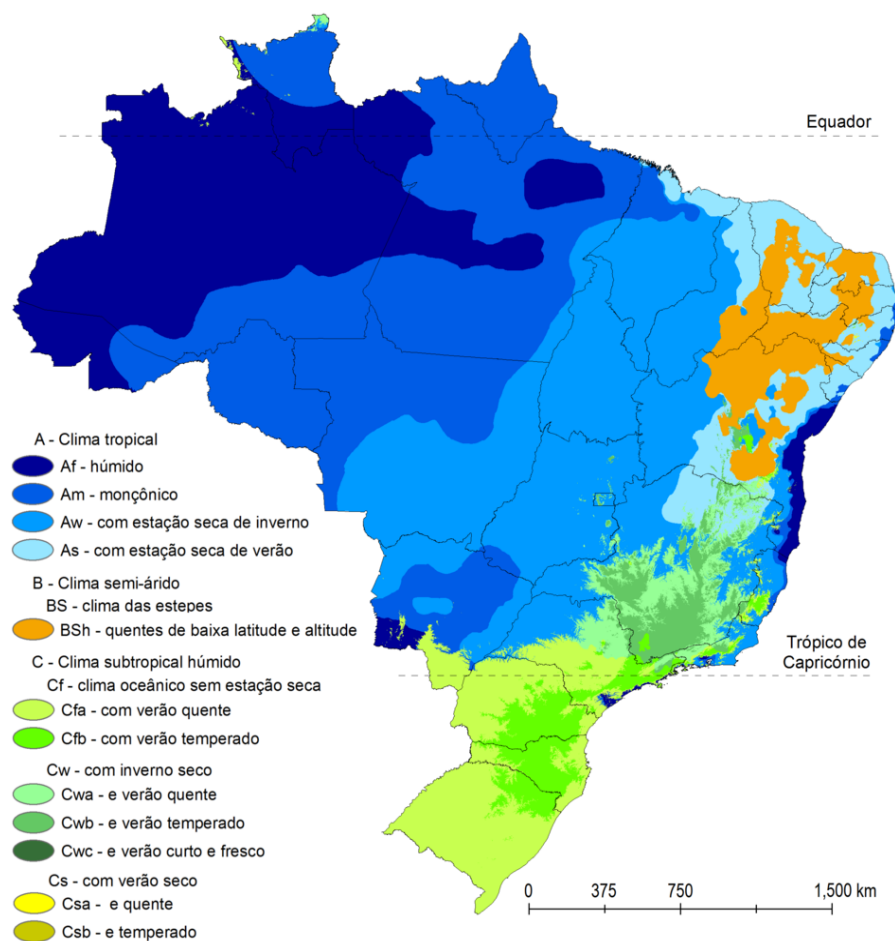 Equador
A - Clima tropical
Af - húmido
Am - monçônico
Aw - com estação seca de inverno
As - com estação seca de verão
B - Clima semi-árido
BS - clima das estepes
BSh - quentes de baixa latitude e altitude
Trópico de
Capricórnio
C - Clima subtropical húmido
Cf - clima oceânico sem estação seca
Cfa - com verão quente
Cfb - com verão temperado
Cw - com inverno seco
Cwa - e verão quente
Cwb - e verão temperado
Cwc - e verão curto e fresco
Cs - com verão seco
Csa - e quente
Csb - e temperado
0 375 750 1,500 km